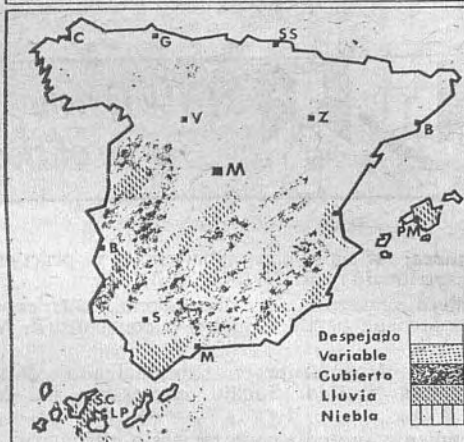 C
G
SS
V
Z
B
M
PM
B
S
M
SC
LP
Despejado
Variable
Cubierto
Lluvia
Niebla